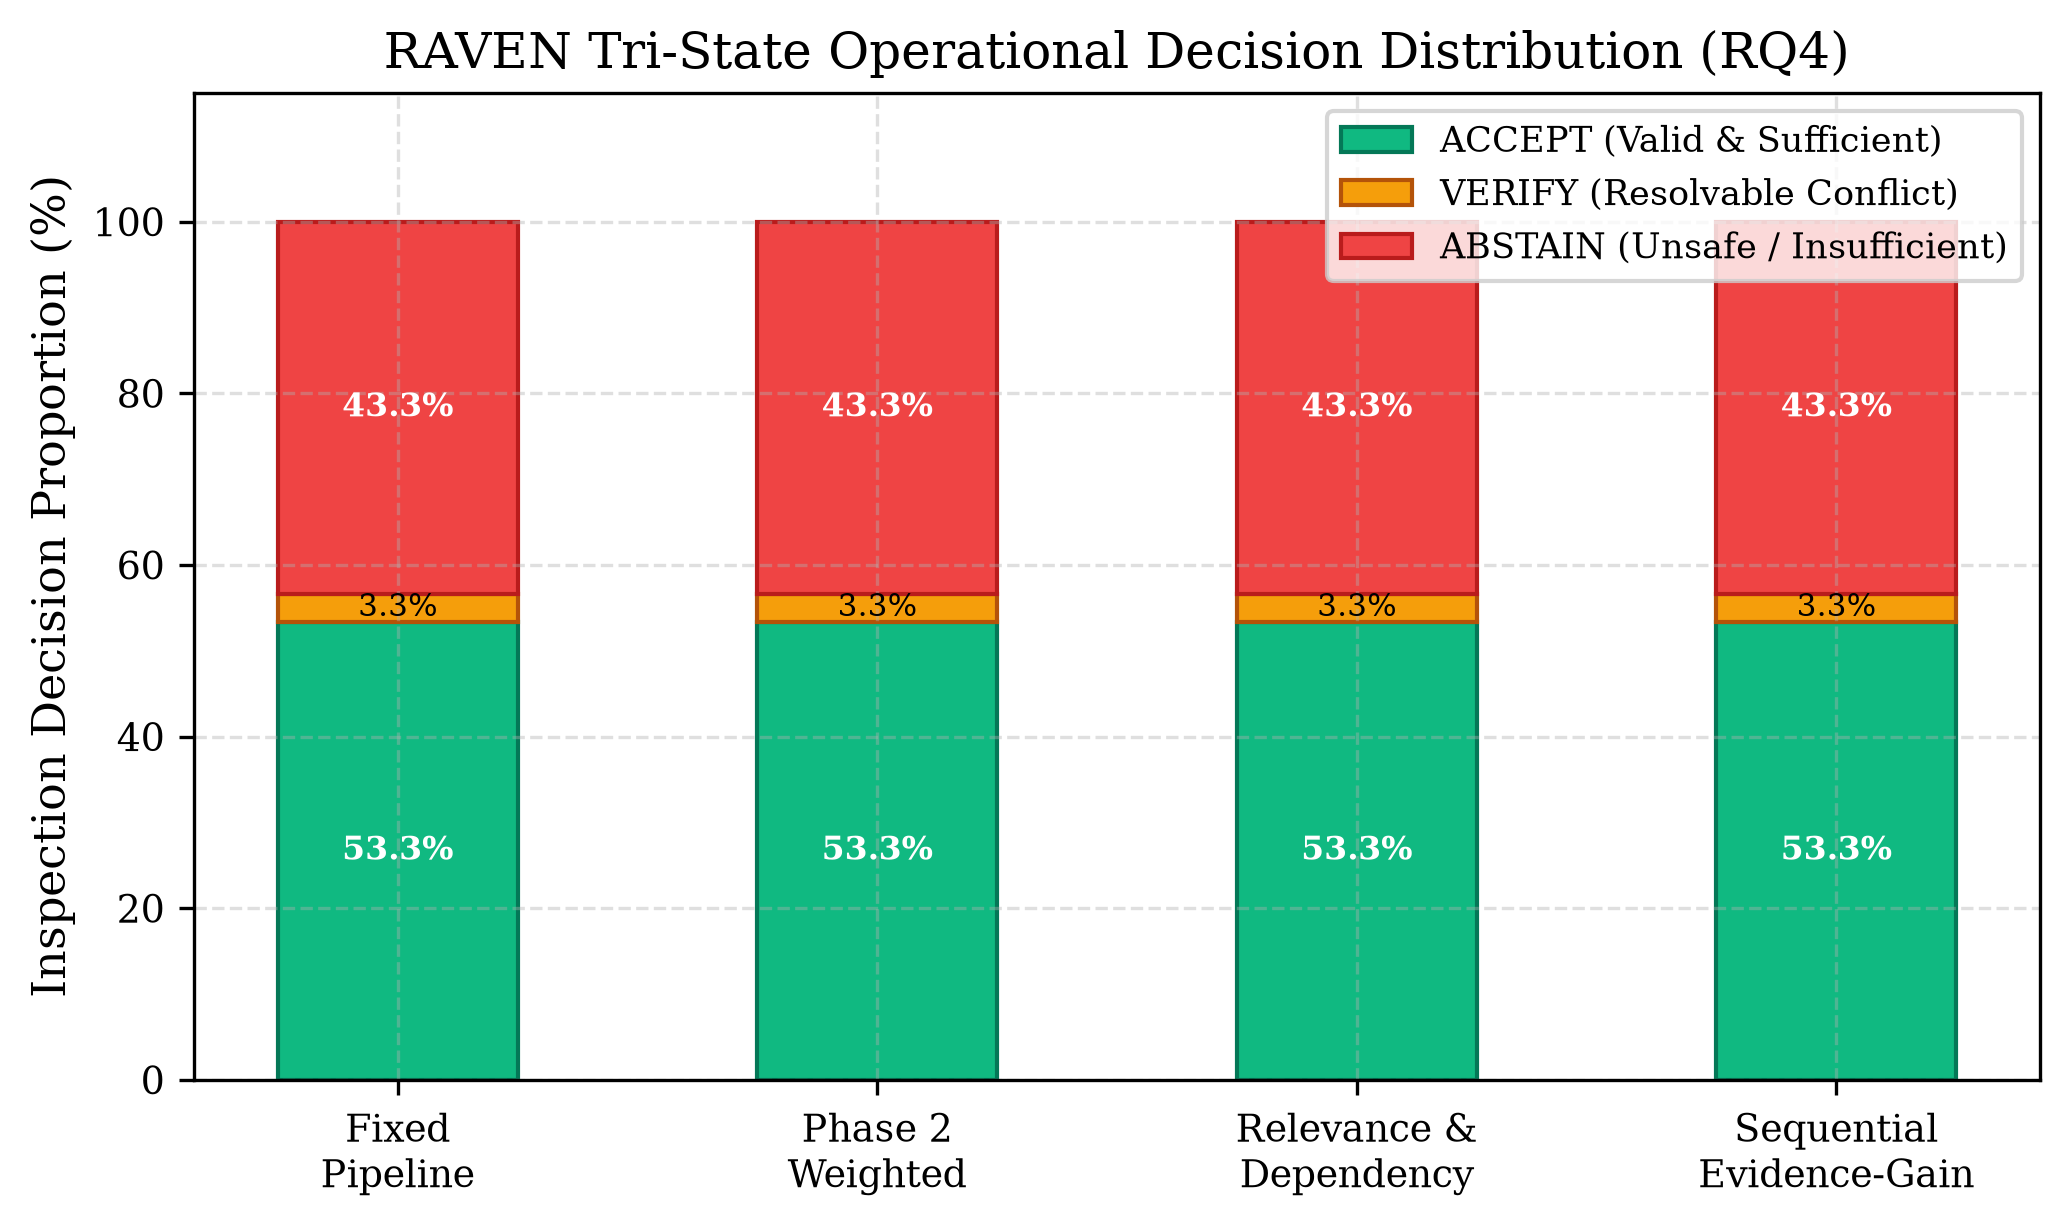 RAVEN Tri-State Operational Decision Distribution (RQ4)
ACCEPT (Valid & Sufficient)
VERIFY (Resolvable Conflict)
ABSTAIN (Unsafe / Insufficient)
Inspection Decision Proportion (%)
100
80
60
40
20
0
43.3%
43.3%
43.3%
43.3%
3.3%
3.3%
3.3%
3.3%
53.3%
53.3%
53.3%
53.3%
Fixed
Pipeline
Phase 2
Weighted
Relevance &
Dependency
Sequential
Evidence-Gain